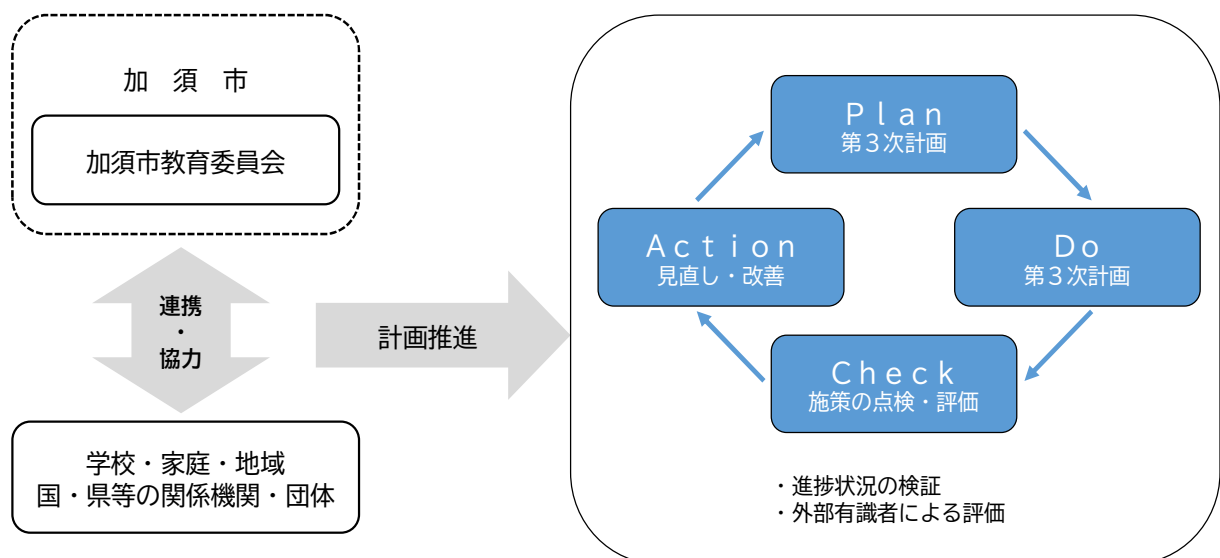 加　須　市
加須市教育委員会
連携
・
協力
学校・家庭・地域
国・県等の関係機関・団体
計画推進
Ｐｌａｎ
第３次計画
Ｄｏ
第３次計画
Ｃｈｅｃｋ
施策の点検・評価
Ａｃｔｉｏｎ
見直し・改善
・進捗状況の検証
・外部有識者による評価